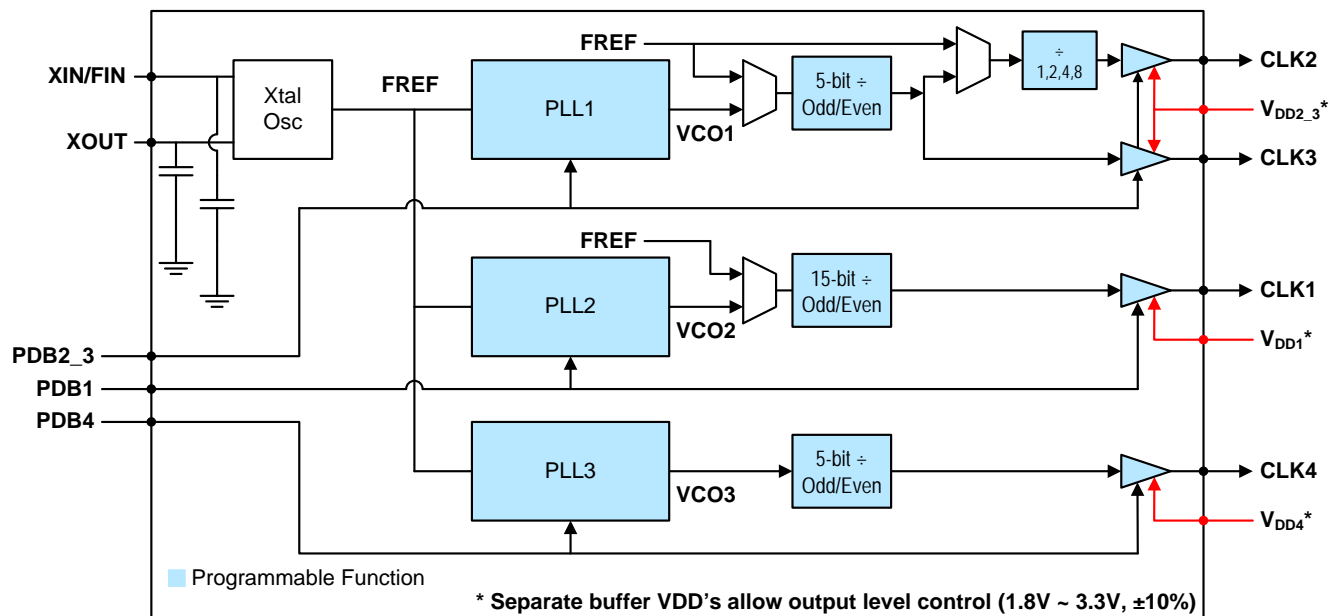 FREF
XIN/FIN
XOUT
Xtal
Osc
FREF
PLL1
VCO1
5-bit ÷
Odd/Even
÷
1,2,4,8
CLK2
VDD2_3*
CLK3
FREF
PLL2
VCO2
15-bit ÷
Odd/Even
CLK1
VDD1*
PDB2_3
PDB1
PDB4
PLL3
VCO3
5-bit ÷
Odd/Even
CLK4
VDD4*
Programmable Function
* Separate buffer VDD's allow output level control (1.8V ~ 3.3V, ±10%)